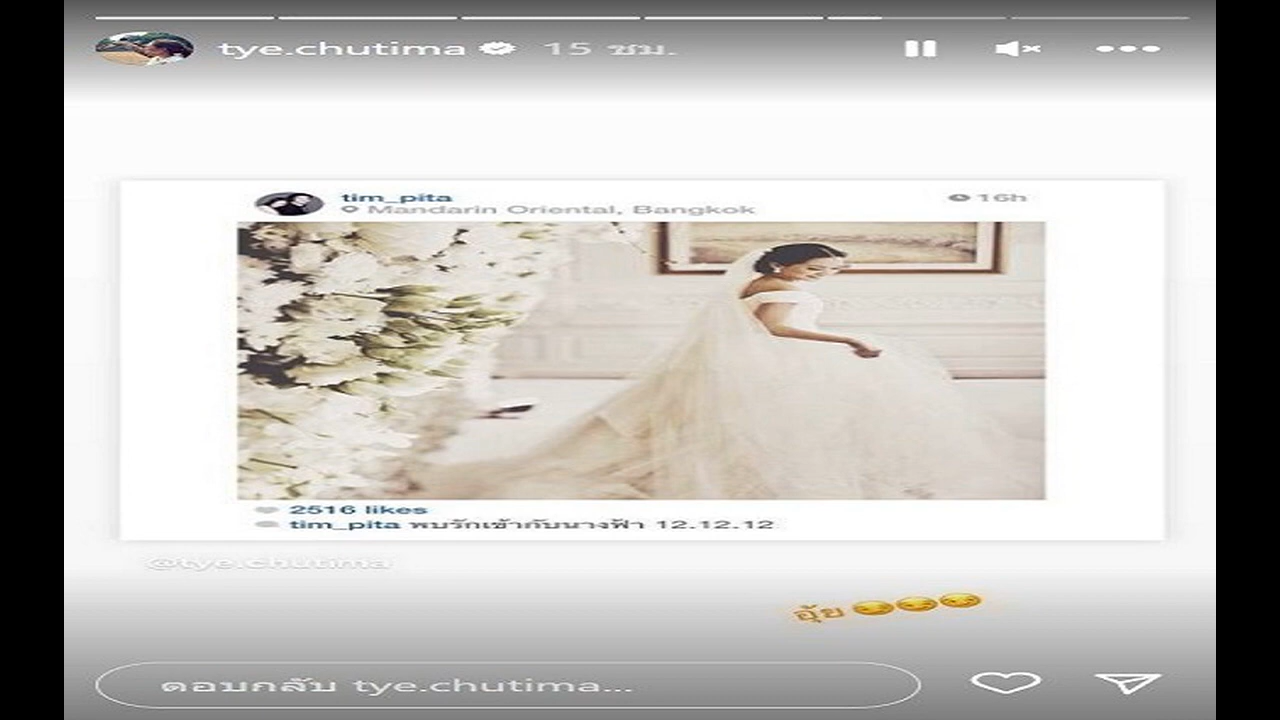 tye.chutima 15 ชม.
tim_pita 16h
Mandarin Oriental, Bangkok
2516 likes
tim_pita พบรักเข้ากับนางฟ้า 12.12.12
@tye.chutima
อุ้ย 😏😏😏
ตอบกลับ tye.chutima...